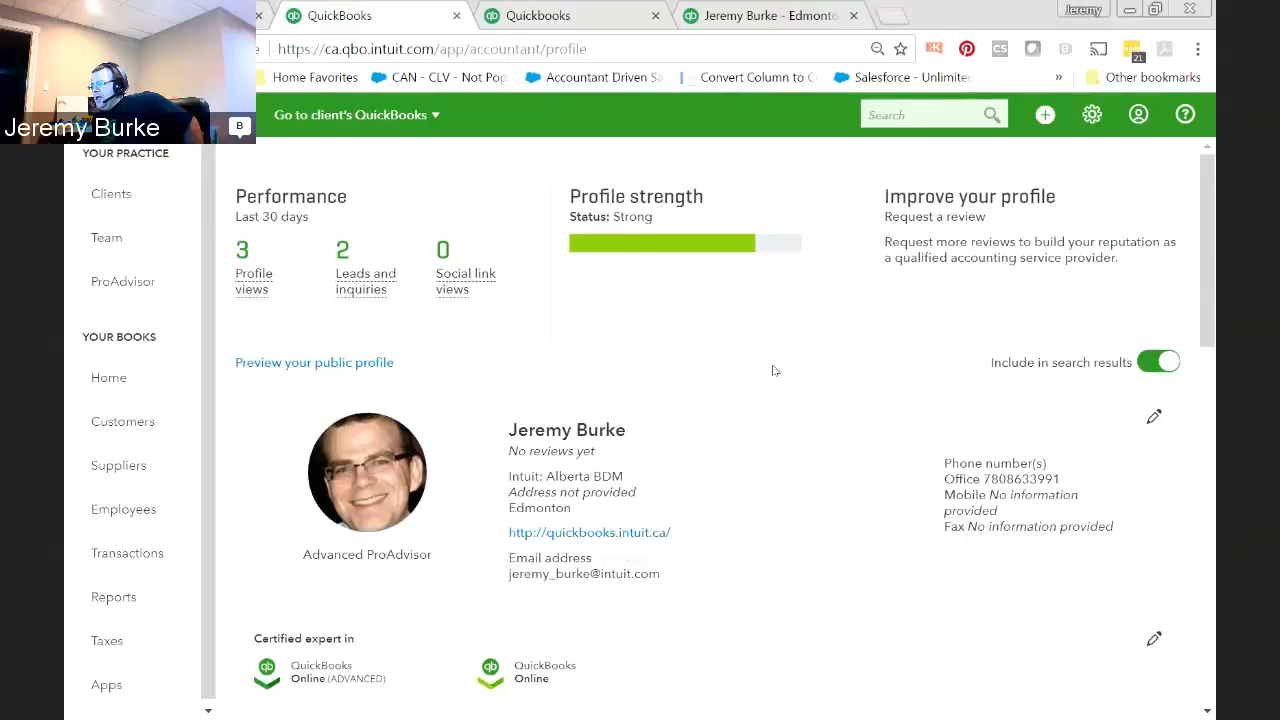 QuickBooks
Quickbooks
Jeremy Burke - Edmonto
Jeremy
https://ca.qbo.intuit.com/app/accountant/profile
21
Home Favorites
CAN - CLV - Not Pop
Accountant Driven Sa
Convert Column to C
Salesforce - Unlimite
»
Other bookmarks
Jeremy Burke
B
Go to client's QuickBooks
Search
YOUR PRACTICE
Clients
Team
ProAdvisor
YOUR BOOKS
Home
Customers
Suppliers
Employees
Transactions
Reports
Taxes
Apps
Performance
Last 30 days
3
Profile
views
2
Leads and
inquiries
0
Social link
views
Profile strength
Status: Strong
Improve your profile
Request a review
Request more reviews to build your reputation as
a qualified accounting service provider.
Preview your public profile
Include in search results
Advanced ProAdvisor
Jeremy Burke
No reviews yet
Intuit: Alberta BDM
Address not provided
Edmonton
http://quickbooks.intuit.ca/
Email address
jeremy_burke@intuit.com
Phone number(s)
Office 7808633991
Mobile No information
provided
Fax No information provided
Certified expert in
qb
QuickBooks
Online (ADVANCED)
qb
QuickBooks
Online